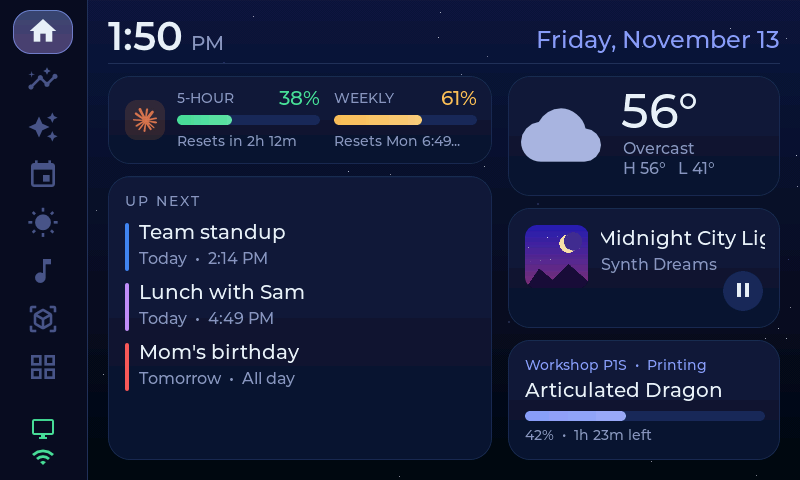 1:50 PM
Friday, November 13
5-HOUR 38%
Resets in 2h 12m
WEEKLY 61%
Resets Mon 6:49...
56°
Overcast
H 56° L 41°
UP NEXT
Team standup
Today • 2:14 PM
Lunch with Sam
Today • 4:49 PM
Mom's birthday
Tomorrow • All day
Midnight City Lig
Synth Dreams
Workshop P1S • Printing
Articulated Dragon
42% • 1h 23m left